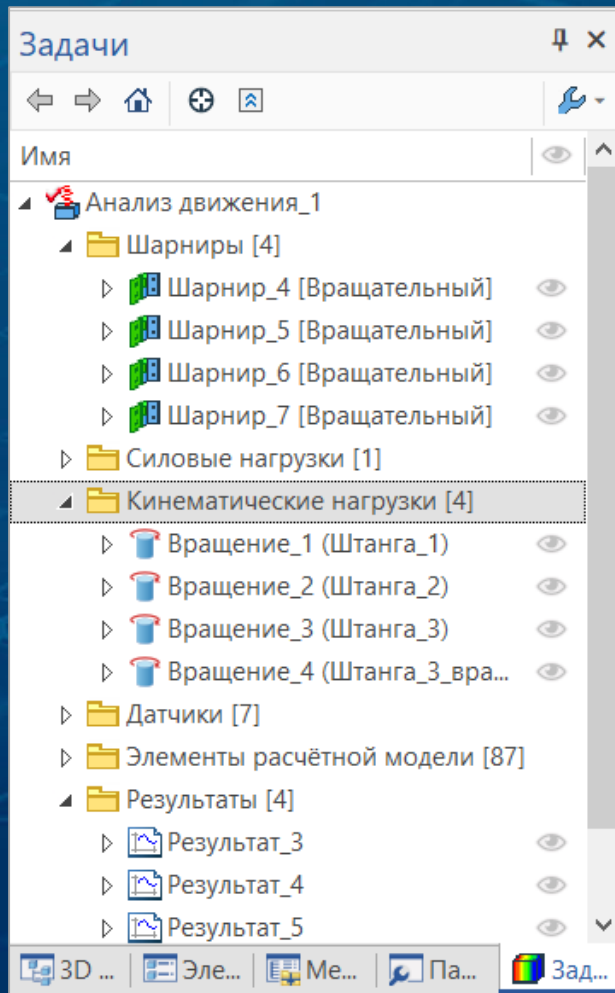 Задачи
Имя
Анализ движения_1
Шарниры [4]
Шарнир_4 [Вращательный]
Шарнир_5 [Вращательный]
Шарнир_6 [Вращательный]
Шарнир_7 [Вращательный]
Силовые нагрузки [1]
Кинематические нагрузки [4]
Вращение_1 (Штанга_1)
Вращение_2 (Штанга_2)
Вращение_3 (Штанга_3)
Вращение_4 (Штанга_3_вра...
Датчики [7]
Элементы расчётной модели [87]
Результаты [4]
Результат_3
Результат_4
Результат_5
3D ... Эле... Ме... Па... Зад...